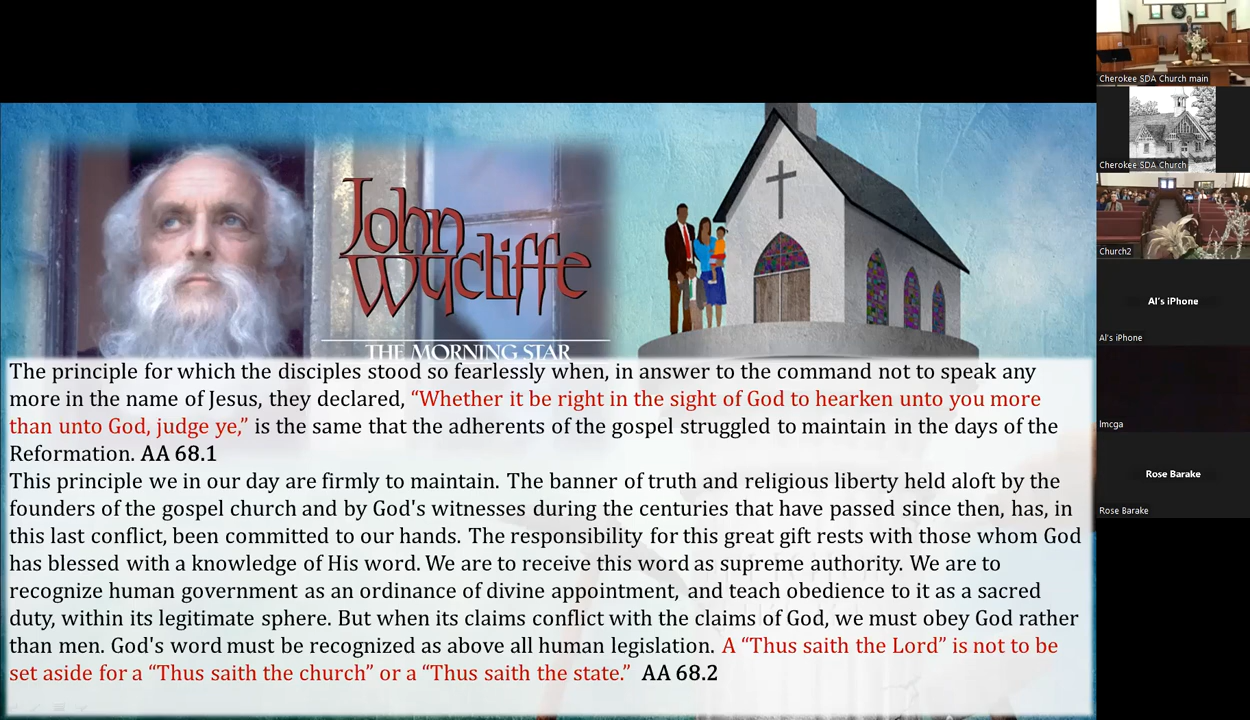 John
Wycliffe
THE MORNING STAR
The principle for which the disciples stood so fearlessly when, in answer to the command not to speak any
more in the name of Jesus, they declared, “Whether it be right in the sight of God to hearken unto you more
than unto God, judge ye,” is the same that the adherents of the gospel struggled to maintain in the days of the
Reformation. AA 68.1
This principle we in our day are firmly to maintain. The banner of truth and religious liberty held aloft by the
founders of the gospel church and by God's witnesses during the centuries that have passed since then, has, in
this last conflict, been committed to our hands. The responsibility for this great gift rests with those whom God
has blessed with a knowledge of His word. We are to receive this word as supreme authority. We are to
recognize human government as an ordinance of divine appointment, and teach obedience to it as a sacred
duty, within its legitimate sphere. But when its claims conflict with the claims of God, we must obey God rather
than men. God's word must be recognized as above all human legislation. A “Thus saith the Lord” is not to be
set aside for a “Thus saith the church” or a “Thus saith the state.” AA 68.2
Cherokee SDA Church main
Cherokee SDA Church
Church2
Al's iPhone
Al's iPhone
lmcga
Rose Barake
Rose Barake